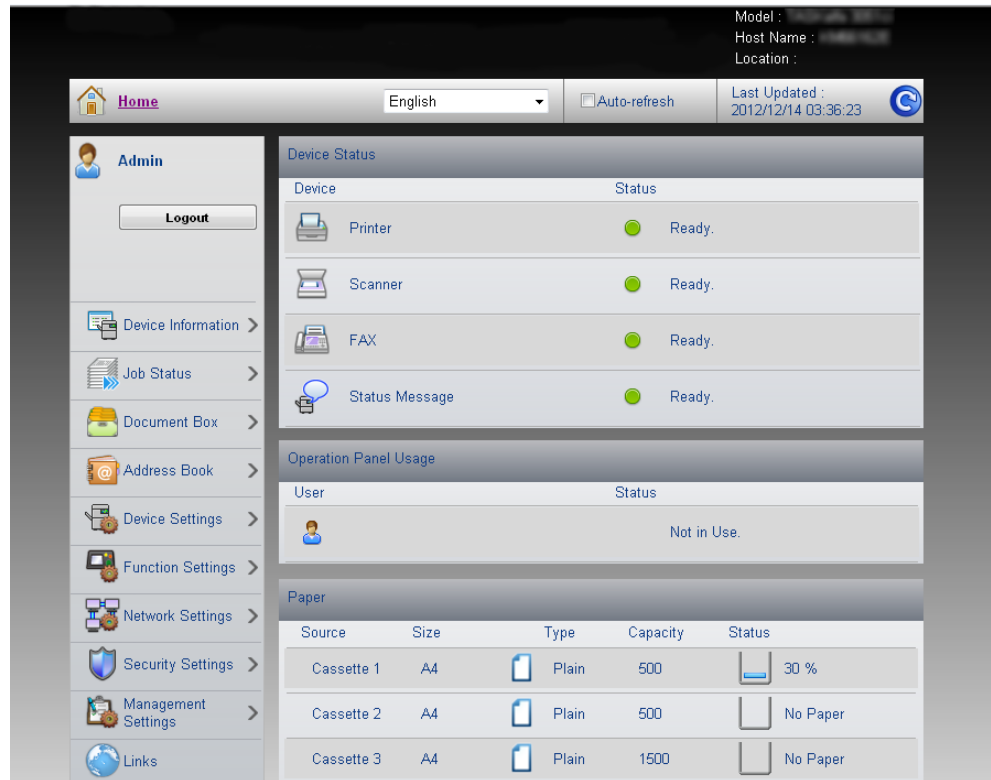 Model :
Host Name :
Location :
Home
English
Auto-refresh
Last Updated :
2012/12/14 03:36:23
Admin
Logout
Device Information
Job Status
Document Box
Address Book
Device Settings
Function Settings
Network Settings
Security Settings
Management
Settings
Links
Device Status
Device Status
Printer Ready.
Scanner Ready.
FAX Ready.
Status Message Ready.
Operation Panel Usage
User Status
Not in Use.
Paper
Source Size Type Capacity Status
Cassette 1 A4 Plain 500 30 %
Cassette 2 A4 Plain 500 No Paper
Cassette 3 A4 Plain 1500 No Paper